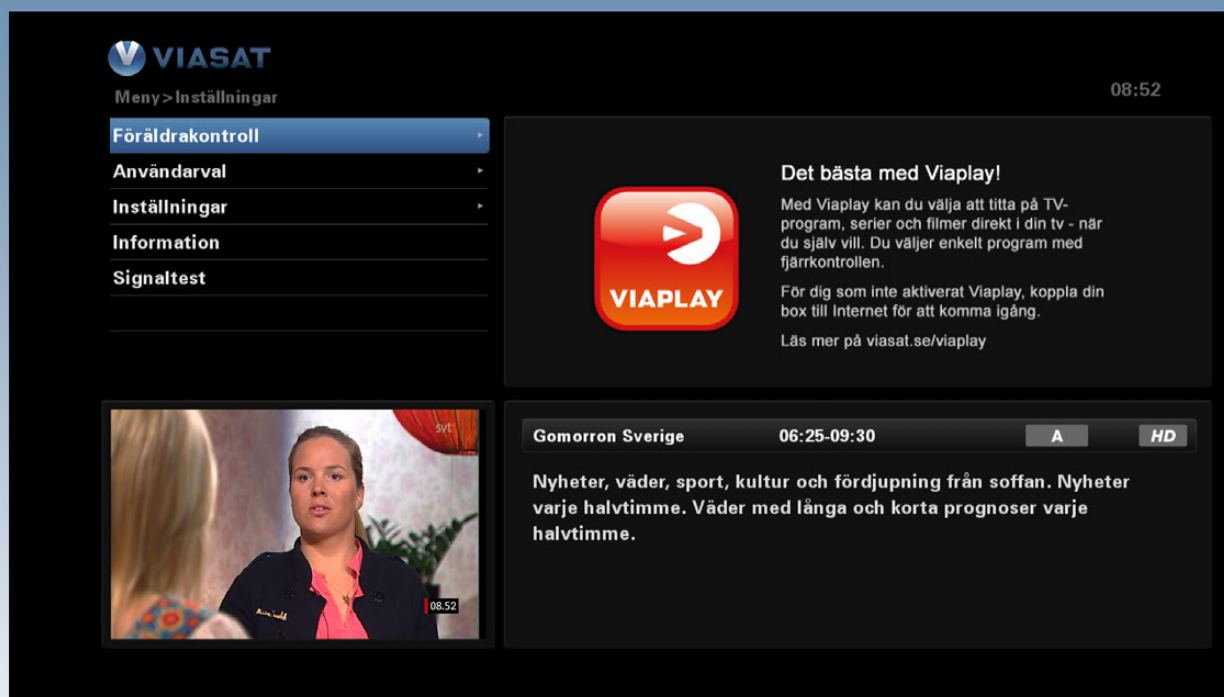 VIASAT
Meny>Inställningar
08:52
Föräldrakontroll
Användarval
Inställningar
Information
Signaltest
VIAPLAY
Det bästa med Viaplay!
Med Viaplay kan du välja att titta på TV-
program, serier och filmer direkt i din tv - när
du själv vill. Du väljer enkelt program med
fjärrkontrollen.
För dig som inte aktiverat Viaplay, koppla din
box till Internet för att komma igång.
Läs mer på viasat.se/viaplay
svt
08.52
Gomorron Sverige 06:25-09:30 A HD
Nyheter, väder, sport, kultur och fördjupning från soffan. Nyheter
varje halvtimme. Väder med långa och korta prognoser varje
halvtimme.